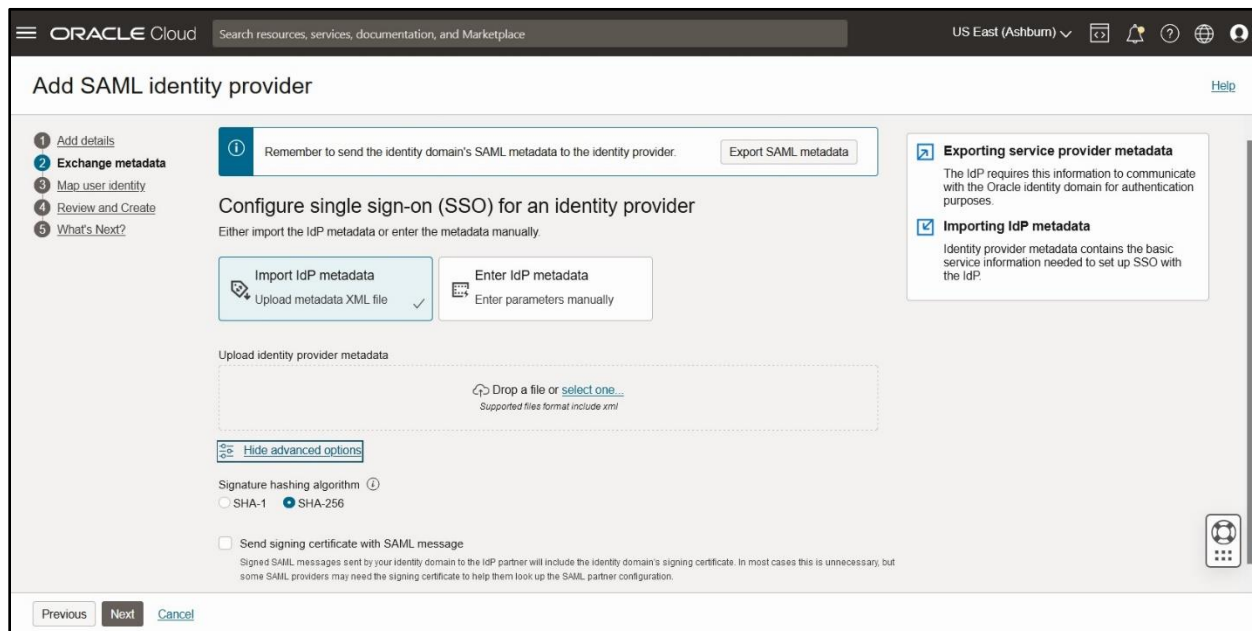 ORACLE Cloud
Search resources, services, documentation, and Marketplace
US East (Ashburn)
Add SAML identity provider
Help
1 Add details
2 Exchange metadata
3 Map user identity
4 Review and Create
5 What's Next?
Remember to send the identity domain's SAML metadata to the identity provider.
Export SAML metadata
Configure single sign-on (SSO) for an identity provider
Either import the IdP metadata or enter the metadata manually.
Import IdP metadata
Upload metadata XML file
Enter IdP metadata
Enter parameters manually
Upload identity provider metadata
Drop a file or select one...
Supported files format include xml
Hide advanced options
Signature hashing algorithm
SHA-1 SHA-256
Send signing certificate with SAML message
Signed SAML messages sent by your identity domain to the IdP partner will include the identity domain's signing certificate. In most cases this is unnecessary, but
some SAML providers may need the signing certificate to help them look up the SAML partner configuration.
Exporting service provider metadata
The IdP requires this information to communicate
with the Oracle identity domain for authentication
purposes.
Importing IdP metadata
Identity provider metadata contains the basic
service information needed to set up SSO with
the IdP.
Previous Next Cancel